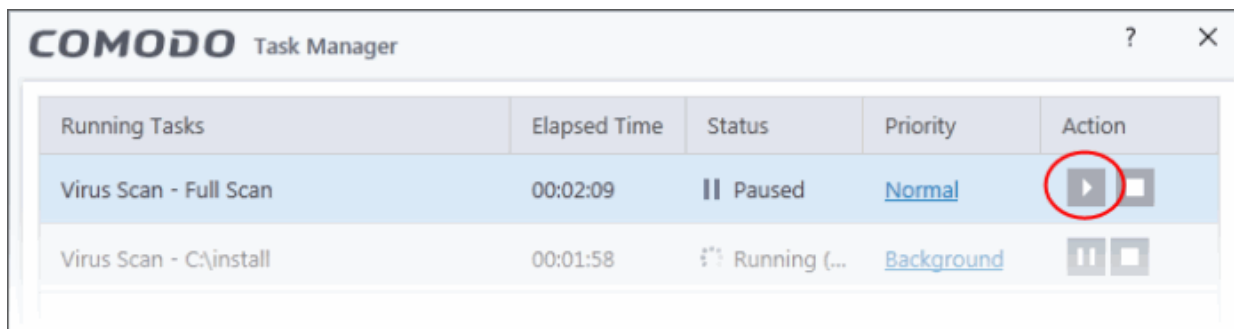 COMODO Task Manager ?
Running Tasks Elapsed Time Status Priority Action
Virus Scan - Full Scan 00:02:09 Paused Normal
Virus Scan - C:\install 00:01:58 Running (... Background